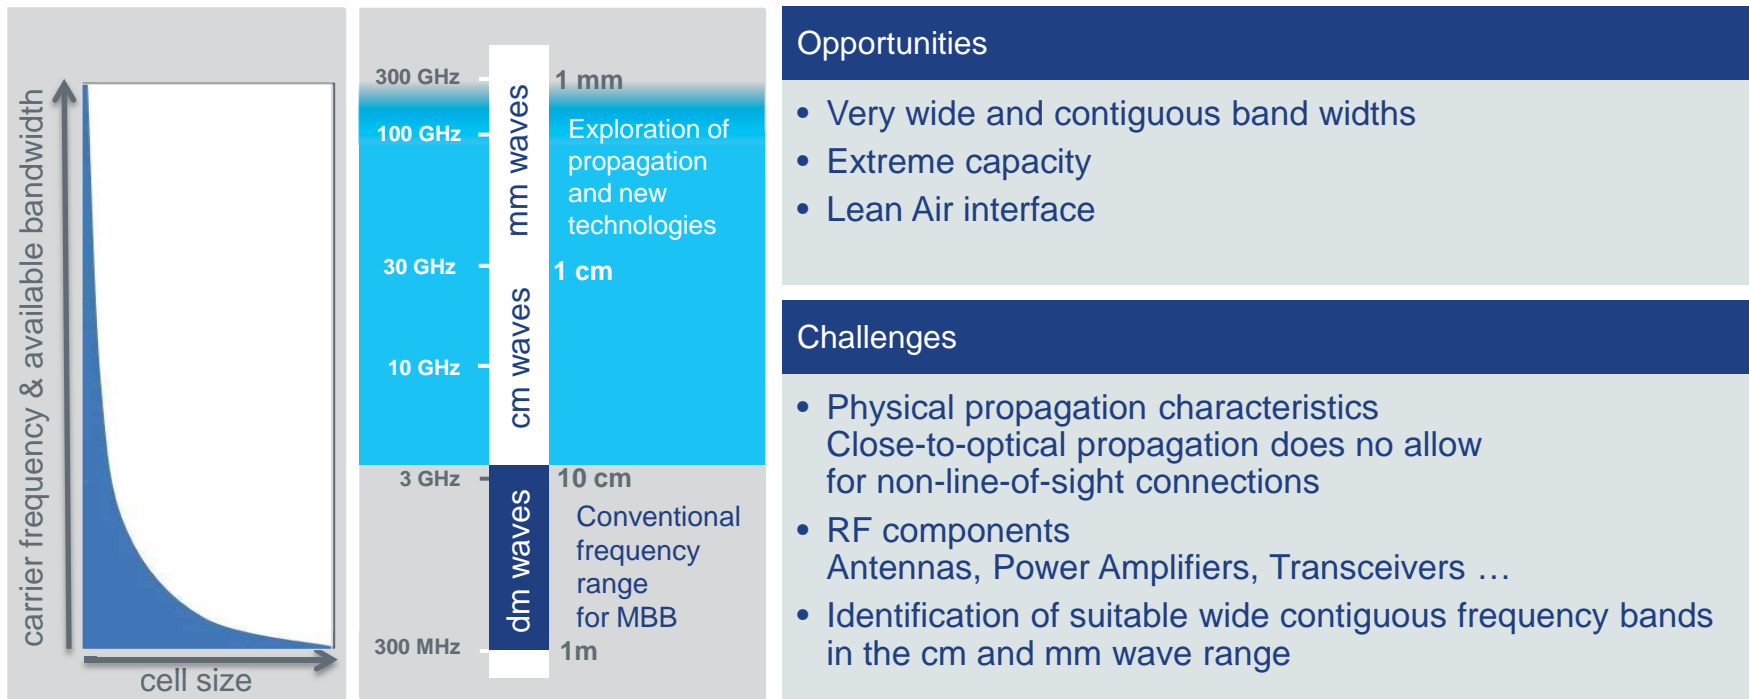 carrier frequency & available bandwidth
cell size
300 GHz
1 mm
100 GHz
mm waves
Exploration of
propagation
and new
technologies
30 GHz
1 cm
cm waves
10 GHz
3 GHz
10 cm
dm waves
Conventional
frequency
range
for MBB
300 MHz
1m
Opportunities
• Very wide and contiguous band widths
• Extreme capacity
• Lean Air interface
Challenges
• Physical propagation characteristics
Close-to-optical propagation does no allow
for non-line-of-sight connections
• RF components
Antennas, Power Amplifiers, Transceivers …
• Identification of suitable wide contiguous frequency bands
in the cm and mm wave range